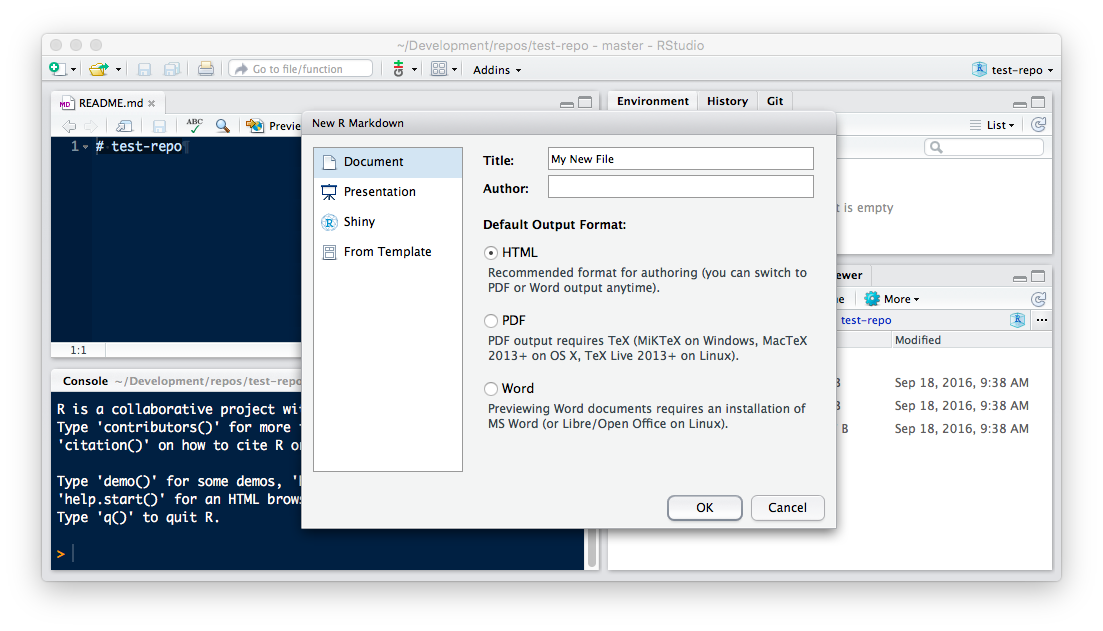 ~/Development/repos/test-repo - master - RStudio
Go to file/function
Addins
test-repo
README.md
ABC
1
# test-repo
1:1
Console ~/Development/repos/test-repo
R is a collaborative project
Type 'contributors()' for more
'citation()' on how to cite R
Type 'demo()' for some demos,
'help.start()' for an HTML
Type 'q()' to quit R.
>
New R Markdown
Document
Presentation
Shiny
From Template
Title: My New File
Author:
Default Output Format:
HTML
Recommended format for authoring (you can switch to
PDF or Word output anytime).
PDF
PDF output requires TeX (MiKTeX on Windows, MacTeX
2013+ on OS X, TeX Live 2013+ on Linux).
Word
Previewing Word documents requires an installation of
MS Word (or Libre/Open Office on Linux).
OK
Cancel
Environment
History
Git
List
is empty
More
test-repo
Modified
Sep 18, 2016, 9:38 AM
Sep 18, 2016, 9:38 AM
B
Sep 18, 2016, 9:38 AM